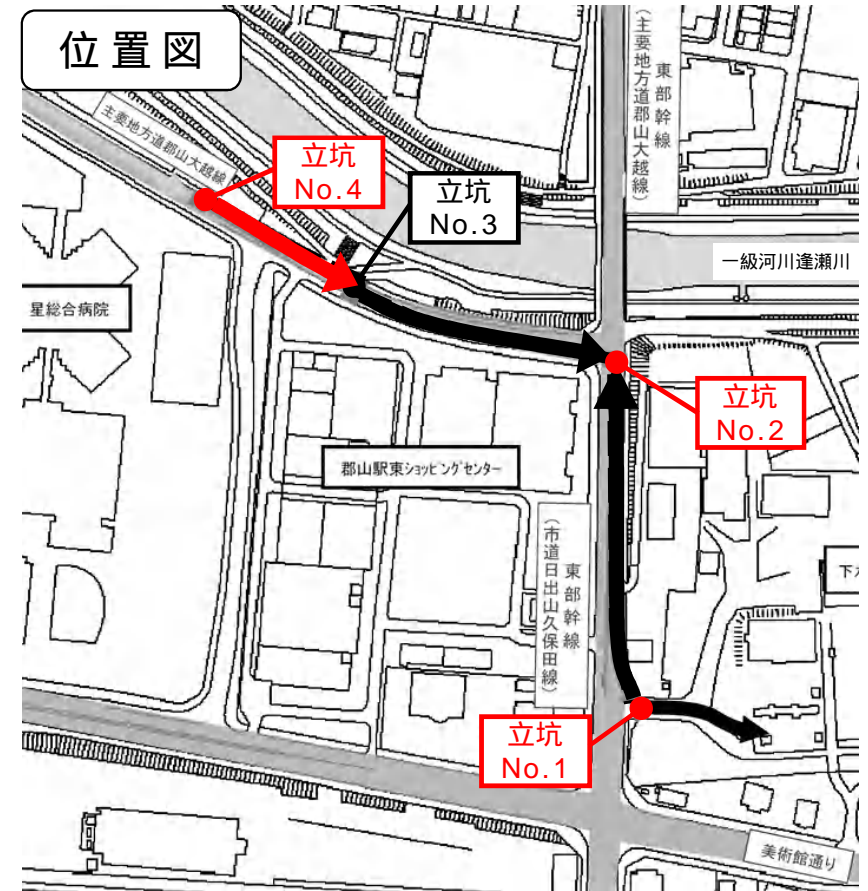 位置図
(主要地方道郡山大越線)
東部幹線
主要地方道郡山大越線
立坑
No.4
立坑
No.3
一級河川逢瀬川
星総合病院
立坑
No.2
郡山駅東ショッピングセンター
東部幹線
(市道日出山久保田線)
下
立坑
No.1
美術館通り